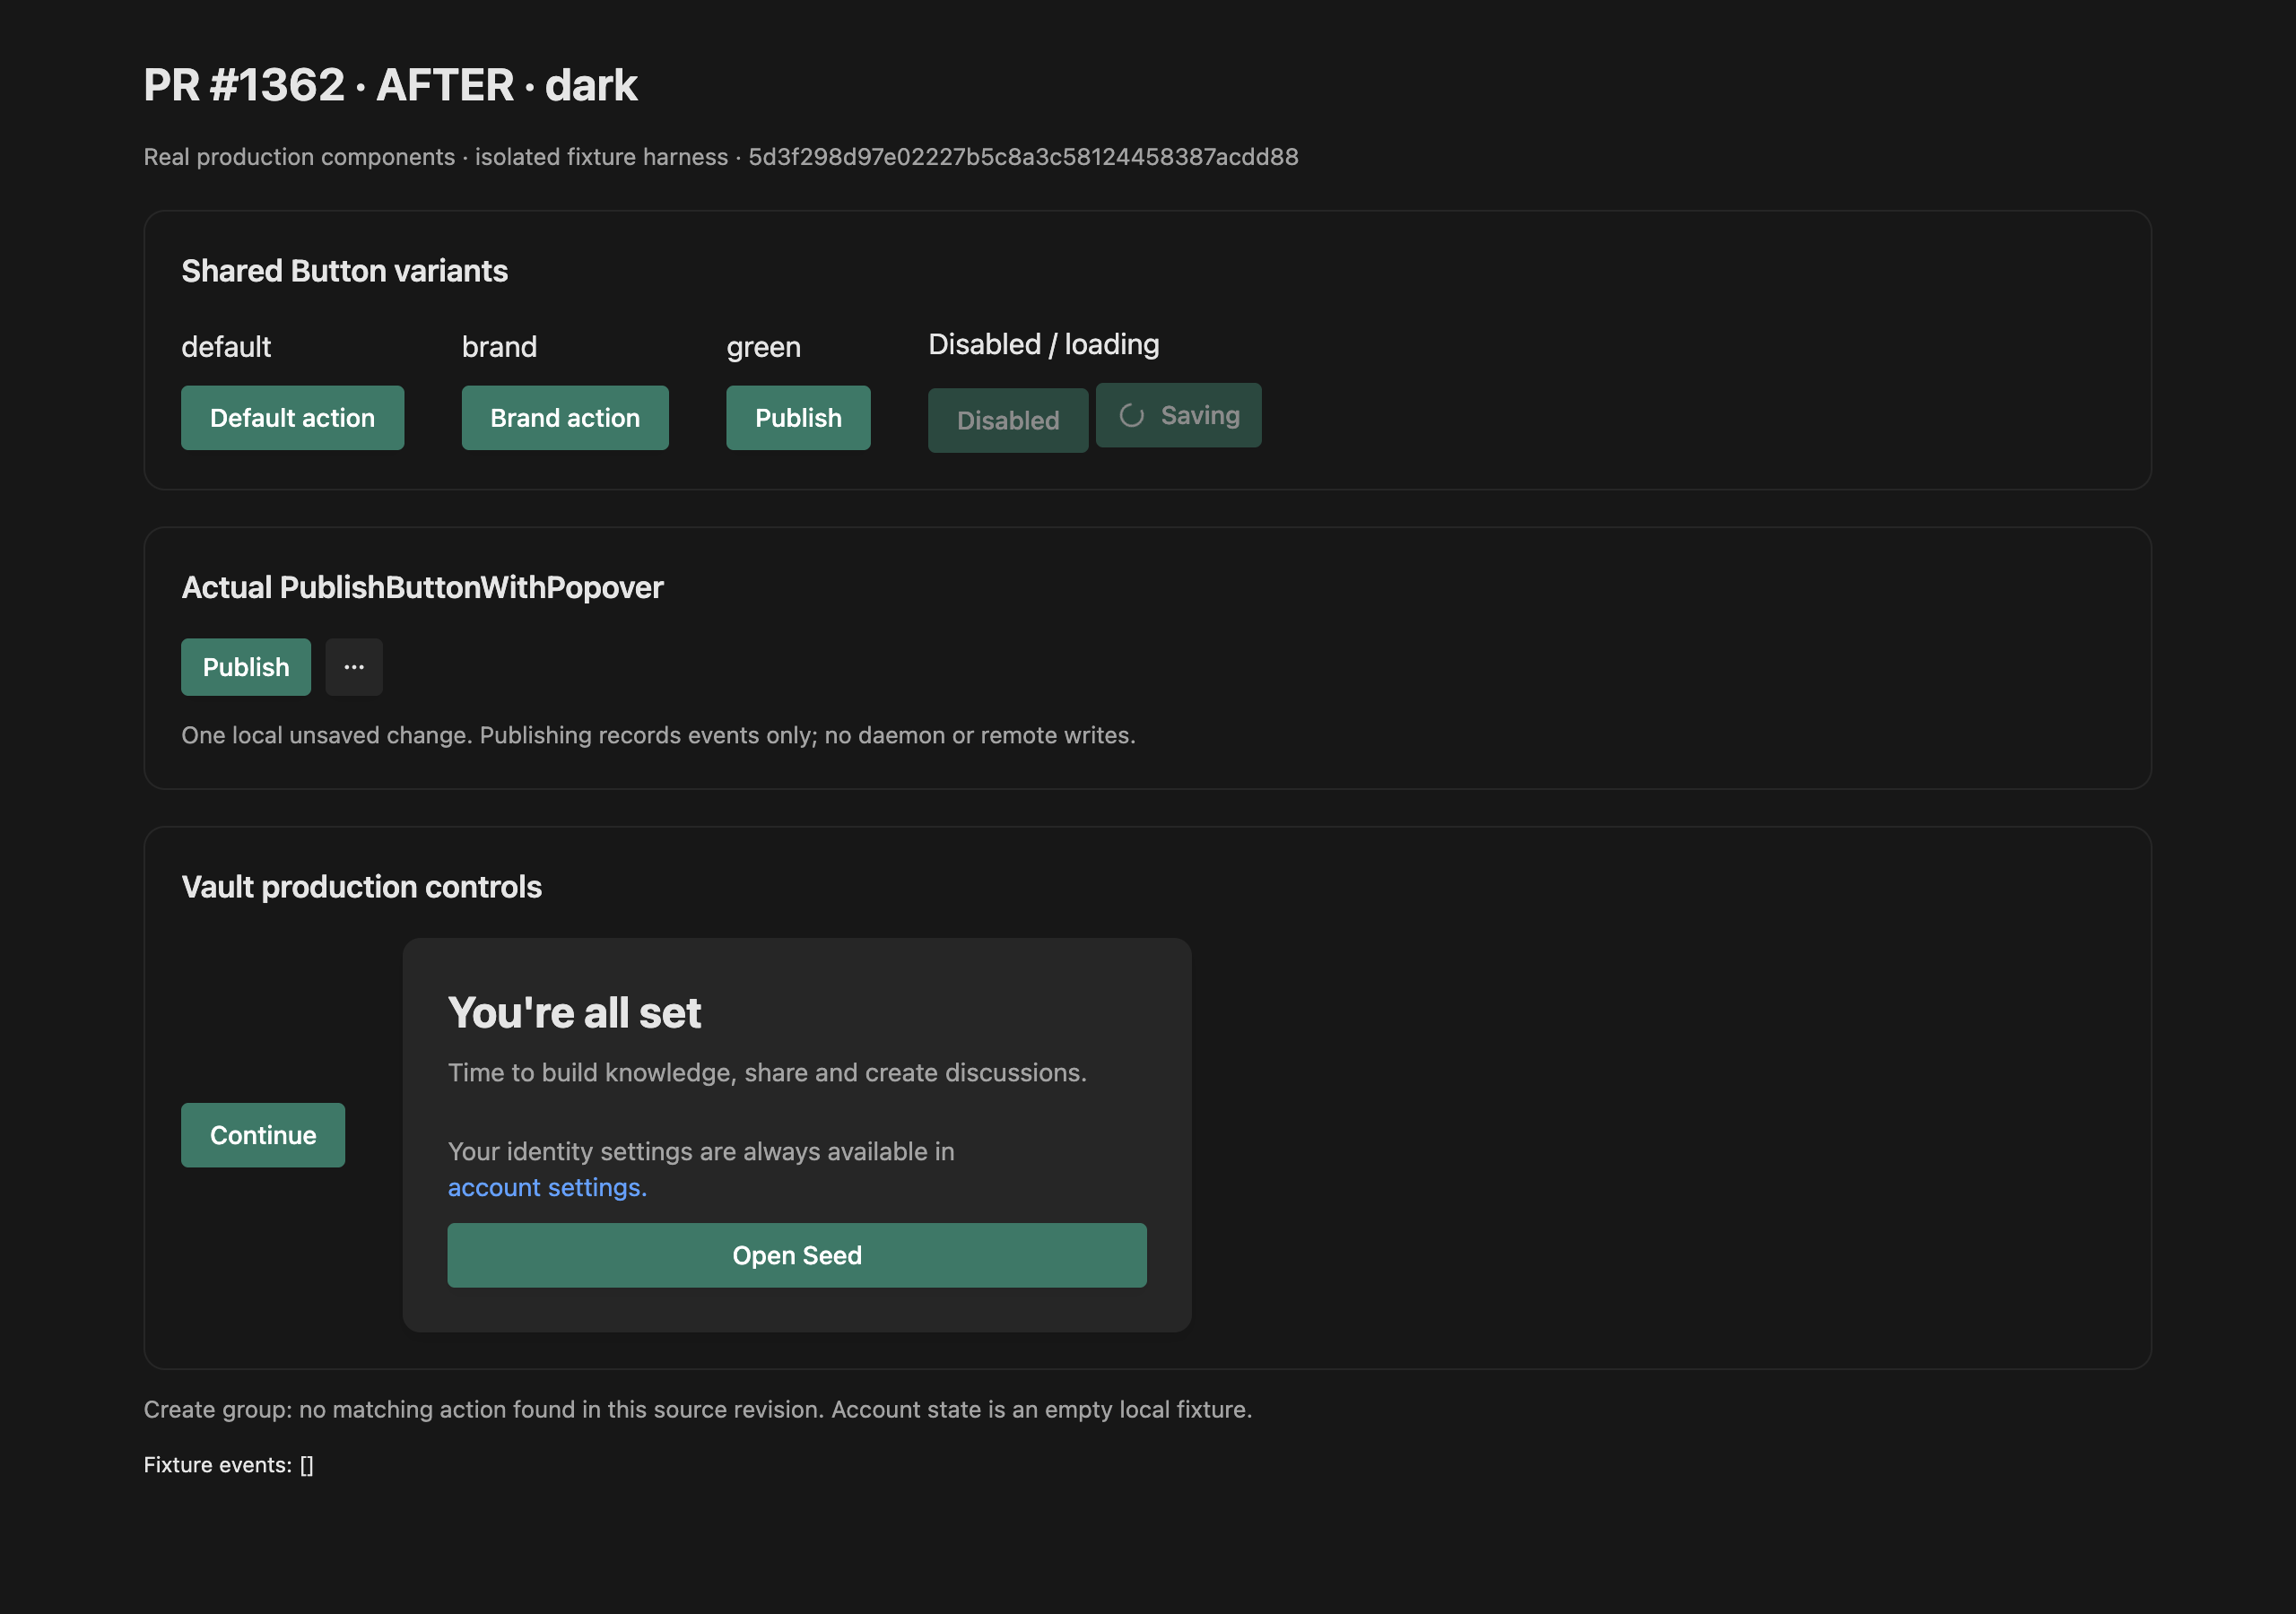 PR #1362 · AFTER · dark
Real production components · isolated fixture harness · 5d3f298d97e02227b5c8a3c58124458387acdd88
Shared Button variants
default
brand
green
Disabled / loading
Default action
Brand action
Publish
Disabled
Saving
Actual PublishButtonWithPopover
Publish
···
One local unsaved change. Publishing records events only; no daemon or remote writes.
Vault production controls
Continue
You're all set
Time to build knowledge, share and create discussions.
Your identity settings are always available in
account settings.
Open Seed
Create group: no matching action found in this source revision. Account state is an empty local fixture.
Fixture events: []